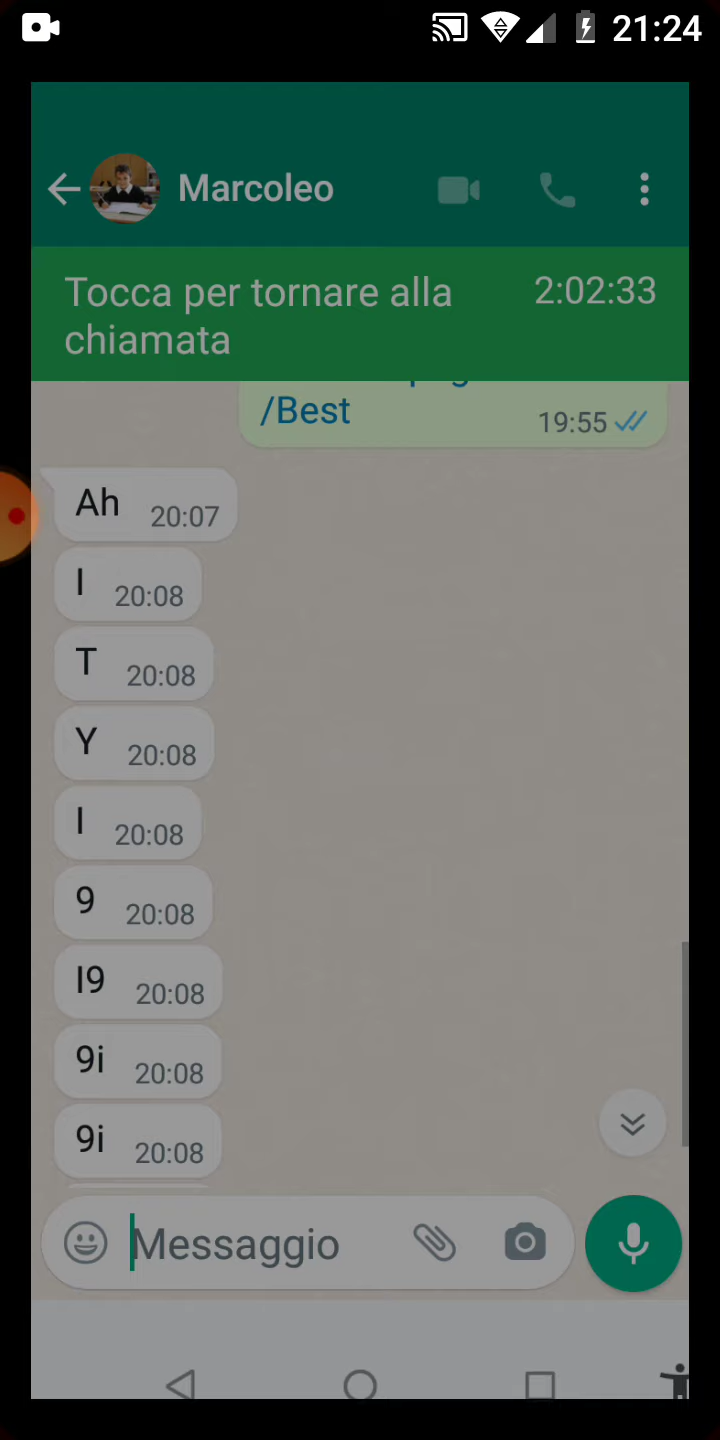 21:24
Marcoleo
Tocca per tornare alla
chiamata
2:02:33
/Best
19:55
Ah 20:07
I 20:08
T 20:08
Y 20:08
I 20:08
9 20:08
I9 20:08
9i 20:08
9i 20:08
Messaggio